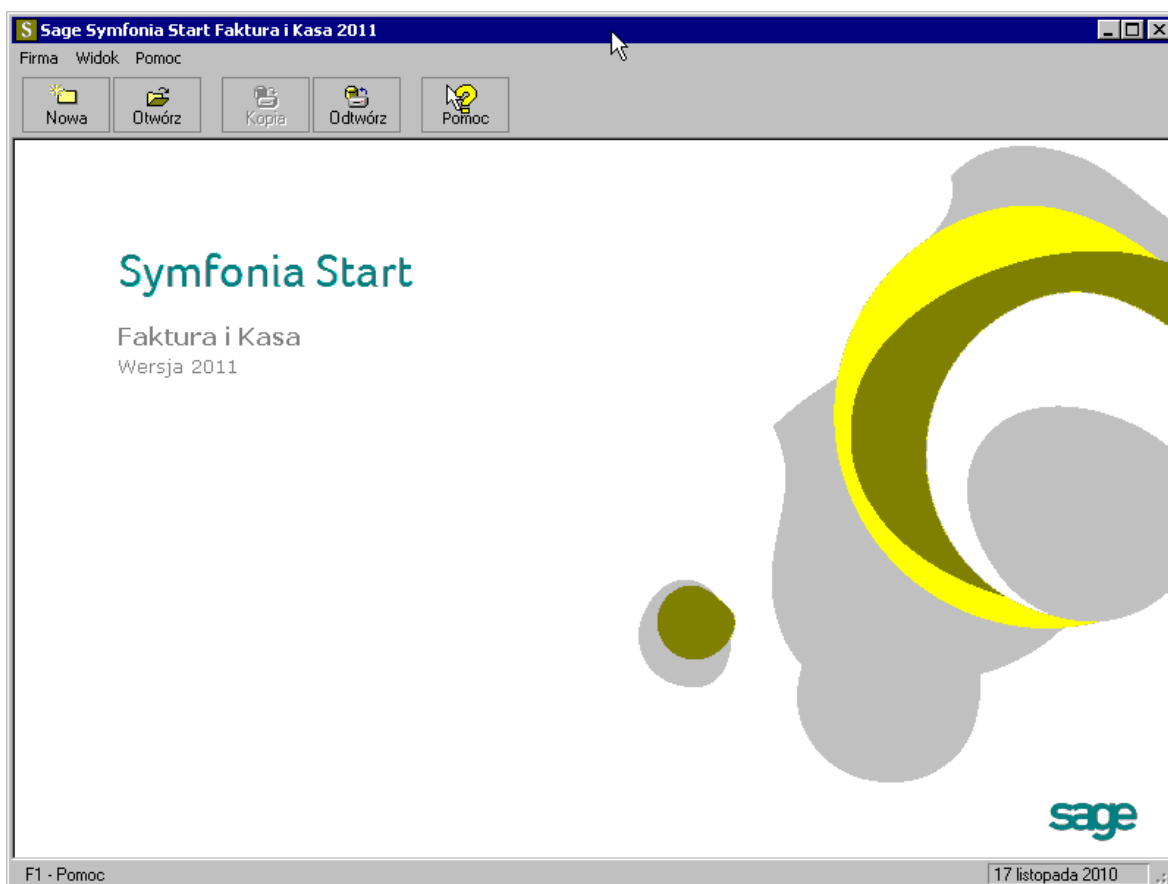 Sage Symfonia Start Faktura i Kasa 2011
Firma Widok Pomoc
Nowa Otwórz Kopia Odtwórz Pomoc
Symfonia Start
Faktura i Kasa
Wersja 2011
sage
F1 - Pomoc 17 listopada 2010